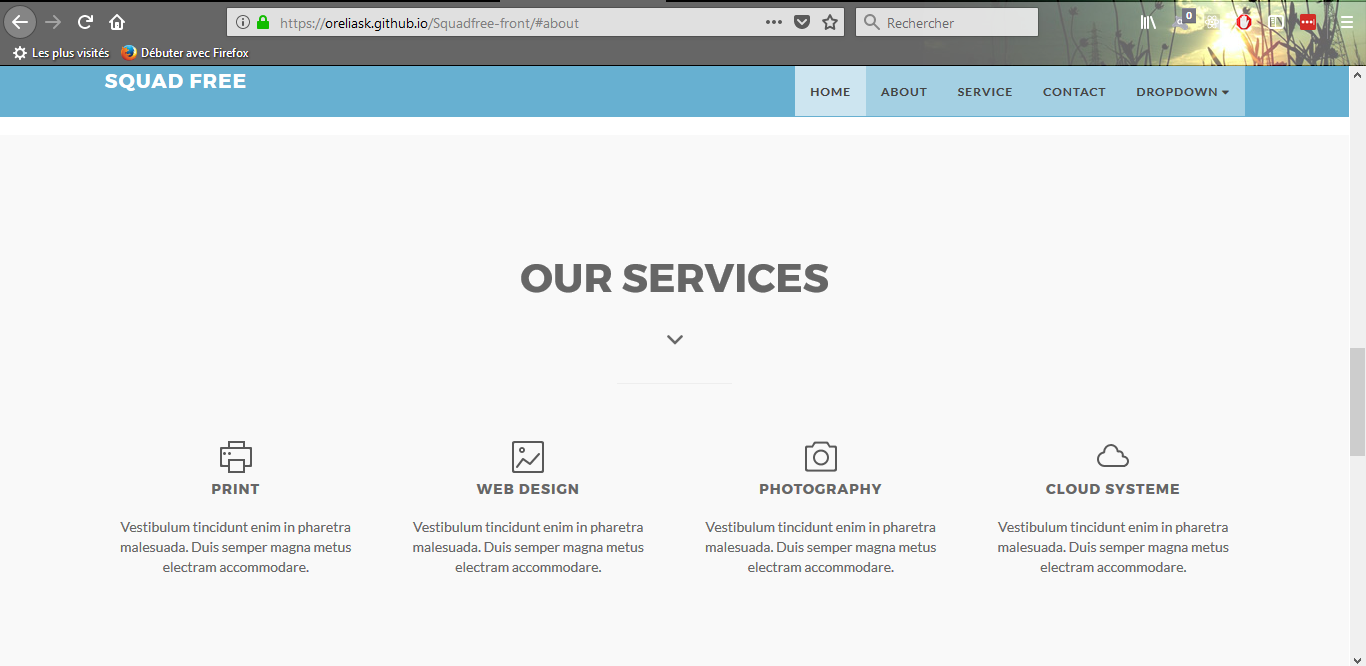 https://oreliask.github.io/Squadfree-front/#about
Rechercher
0
Les plus visités
Débuter avec Firefox
SQUAD FREE
HOME
ABOUT
SERVICE
CONTACT
DROPDOWN
OUR SERVICES
PRINT
Vestibulum tincidunt enim in pharetra
malesuada. Duis semper magna metus
electram accommodare.
WEB DESIGN
Vestibulum tincidunt enim in pharetra
malesuada. Duis semper magna metus
electram accommodare.
PHOTOGRAPHY
Vestibulum tincidunt enim in pharetra
malesuada. Duis semper magna metus
electram accommodare.
CLOUD SYSTEME
Vestibulum tincidunt enim in pharetra
malesuada. Duis semper magna metus
electram accommodare.